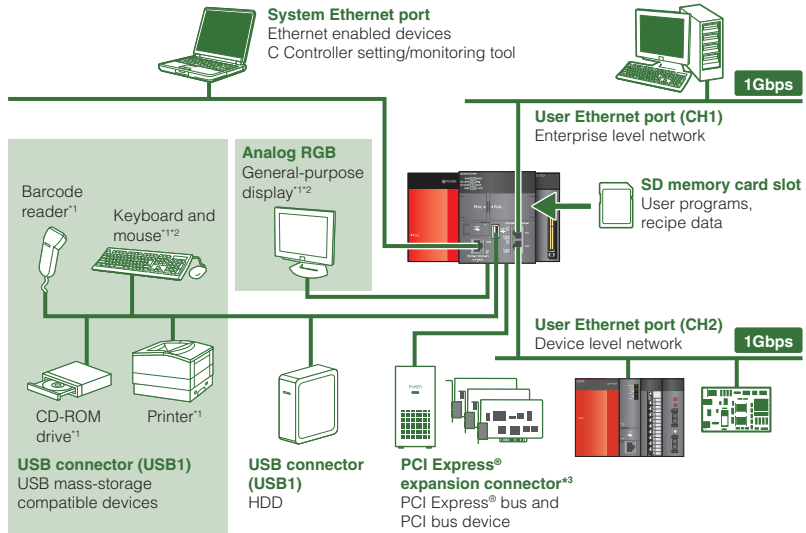 System Ethernet port
Ethernet enabled devices
C Controller setting/monitoring tool
1Gbps
User Ethernet port (CH1)
Enterprise level network
Analog RGB
General-purpose
display*1*2
Barcode
reader*1
Keyboard and
mouse*1*2
SD memory card slot
User programs,
recipe data
User Ethernet port (CH2)
Device level network
1Gbps
POWER
CD-ROM
drive*1
Printer*1
USB connector (USB1)
USB mass-storage
compatible devices
USB connector
(USB1)
HDD
PCI Express®
expansion connector*3
PCI Express® bus and
PCI bus device